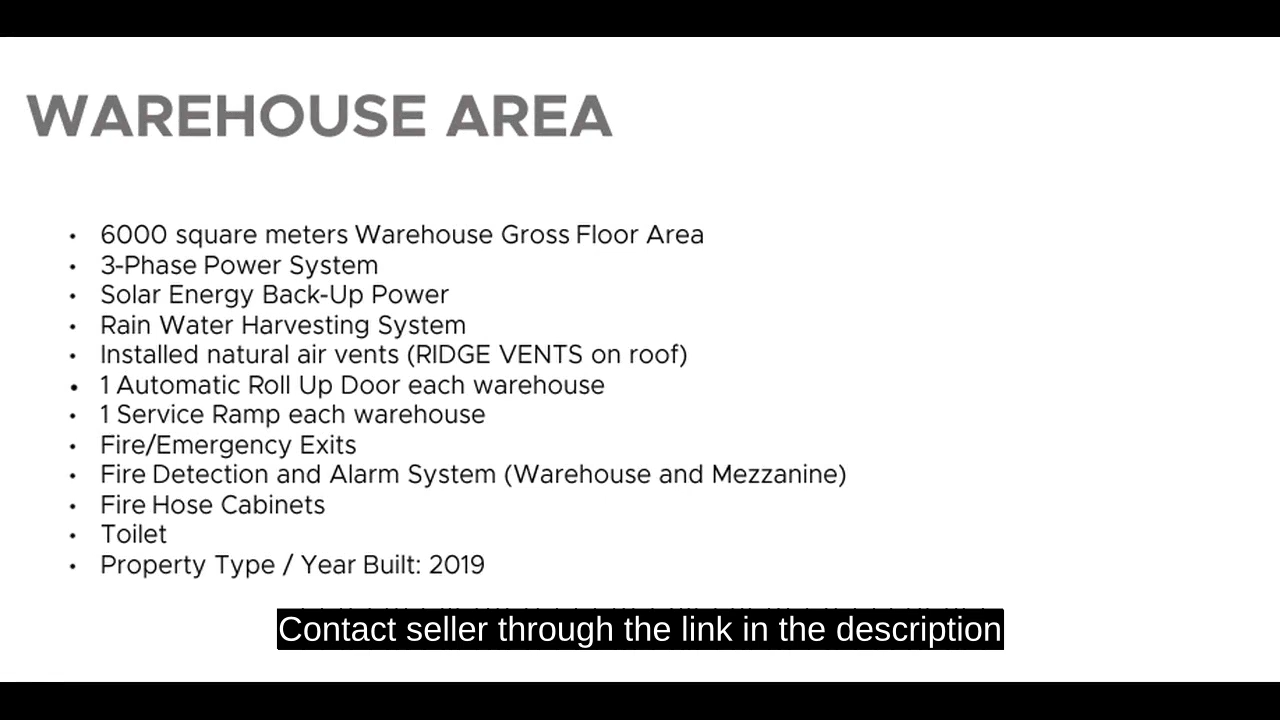 WAREHOUSE AREA
• 6000 square meters Warehouse Gross Floor Area
• 3-Phase Power System
• Solar Energy Back-Up Power
• Rain Water Harvesting System
• Installed natural air vents (RIDGE VENTS on roof)
• 1 Automatic Roll Up Door each warehouse
• 1 Service Ramp each warehouse
• Fire/Emergency Exits
• Fire Detection and Alarm System (Warehouse and Mezzanine)
• Fire Hose Cabinets
• Toilet
• Property Type / Year Built: 2019
Contact seller through the link in the description